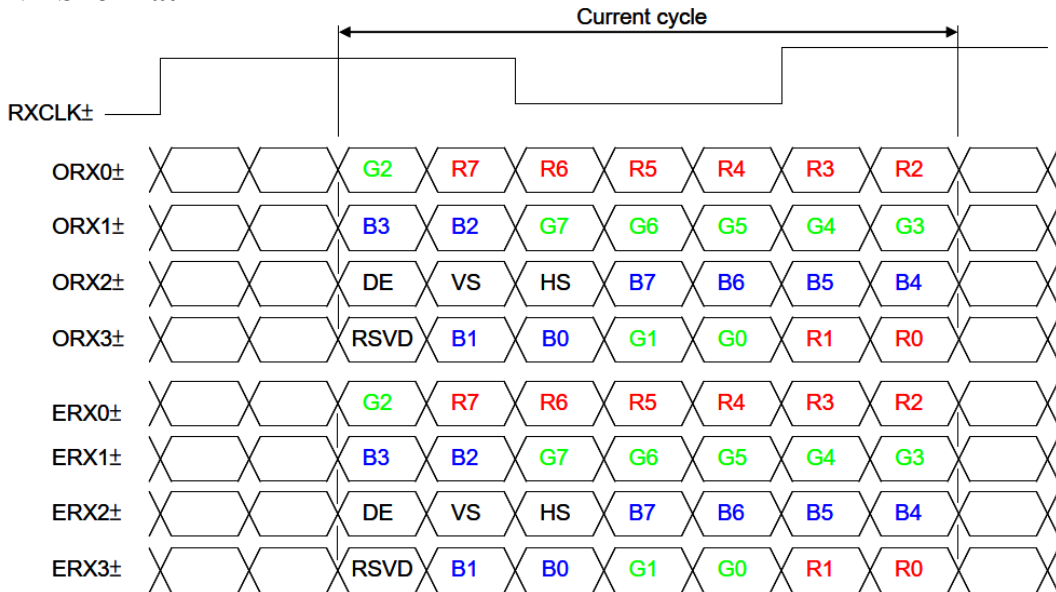 Current cycle
RXCLK±
ORX0± G2 R7 R6 R5 R4 R3 R2
ORX1± B3 B2 G7 G6 G5 G4 G3
ORX2± DE VS HS B7 B6 B5 B4
ORX3± RSVD B1 B0 G1 G0 R1 R0
ERX0± G2 R7 R6 R5 R4 R3 R2
ERX1± B3 B2 G7 G6 G5 G4 G3
ERX2± DE VS HS B7 B6 B5 B4
ERX3± RSVD B1 B0 G1 G0 R1 R0